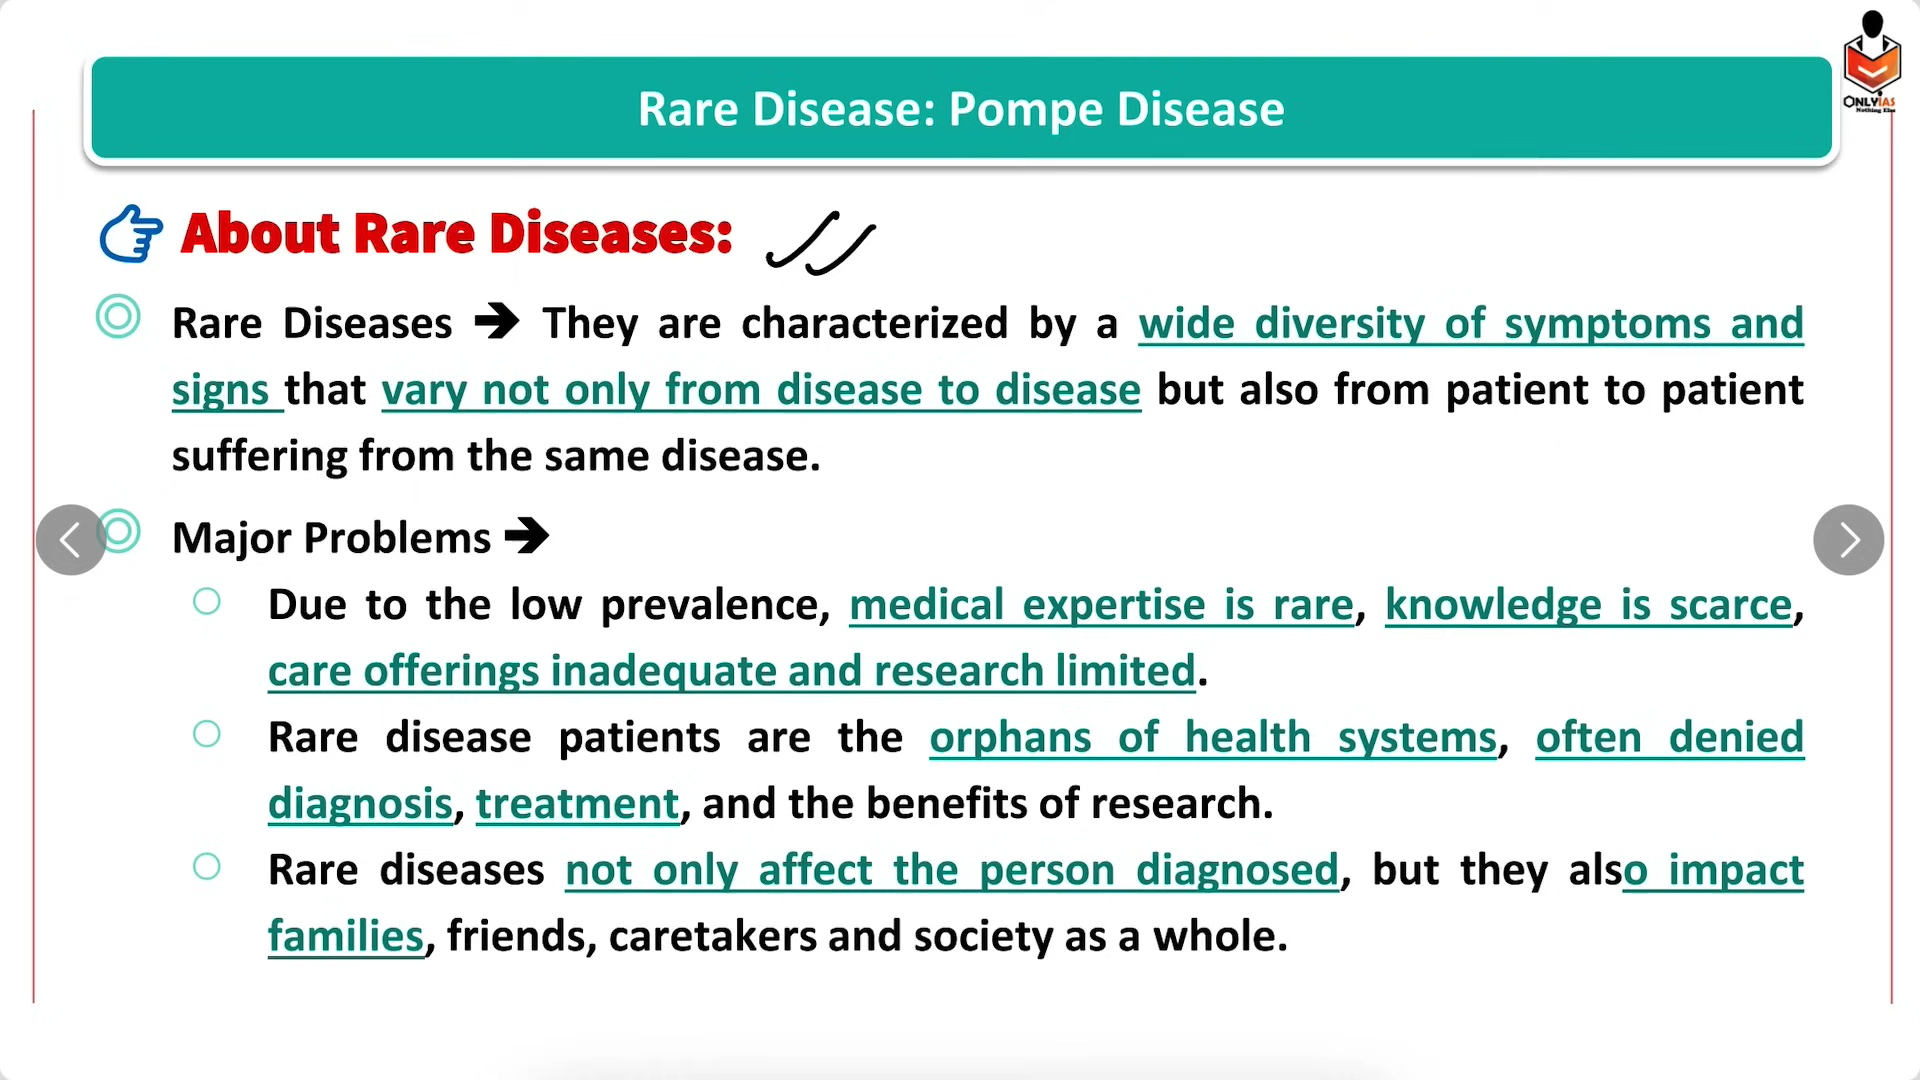 Rare Disease: Pompe Disease
ONLYIAS
Nothing Else
About Rare Diseases:
Rare Diseases ➔ They are characterized by a wide diversity of symptoms and
signs that vary not only from disease to disease but also from patient to patient
suffering from the same disease.
Major Problems ➔
Due to the low prevalence, medical expertise is rare, knowledge is scarce,
care offerings inadequate and research limited.
Rare disease patients are the orphans of health systems, often denied
diagnosis, treatment, and the benefits of research.
Rare diseases not only affect the person diagnosed, but they also impact
families, friends, caretakers and society as a whole.